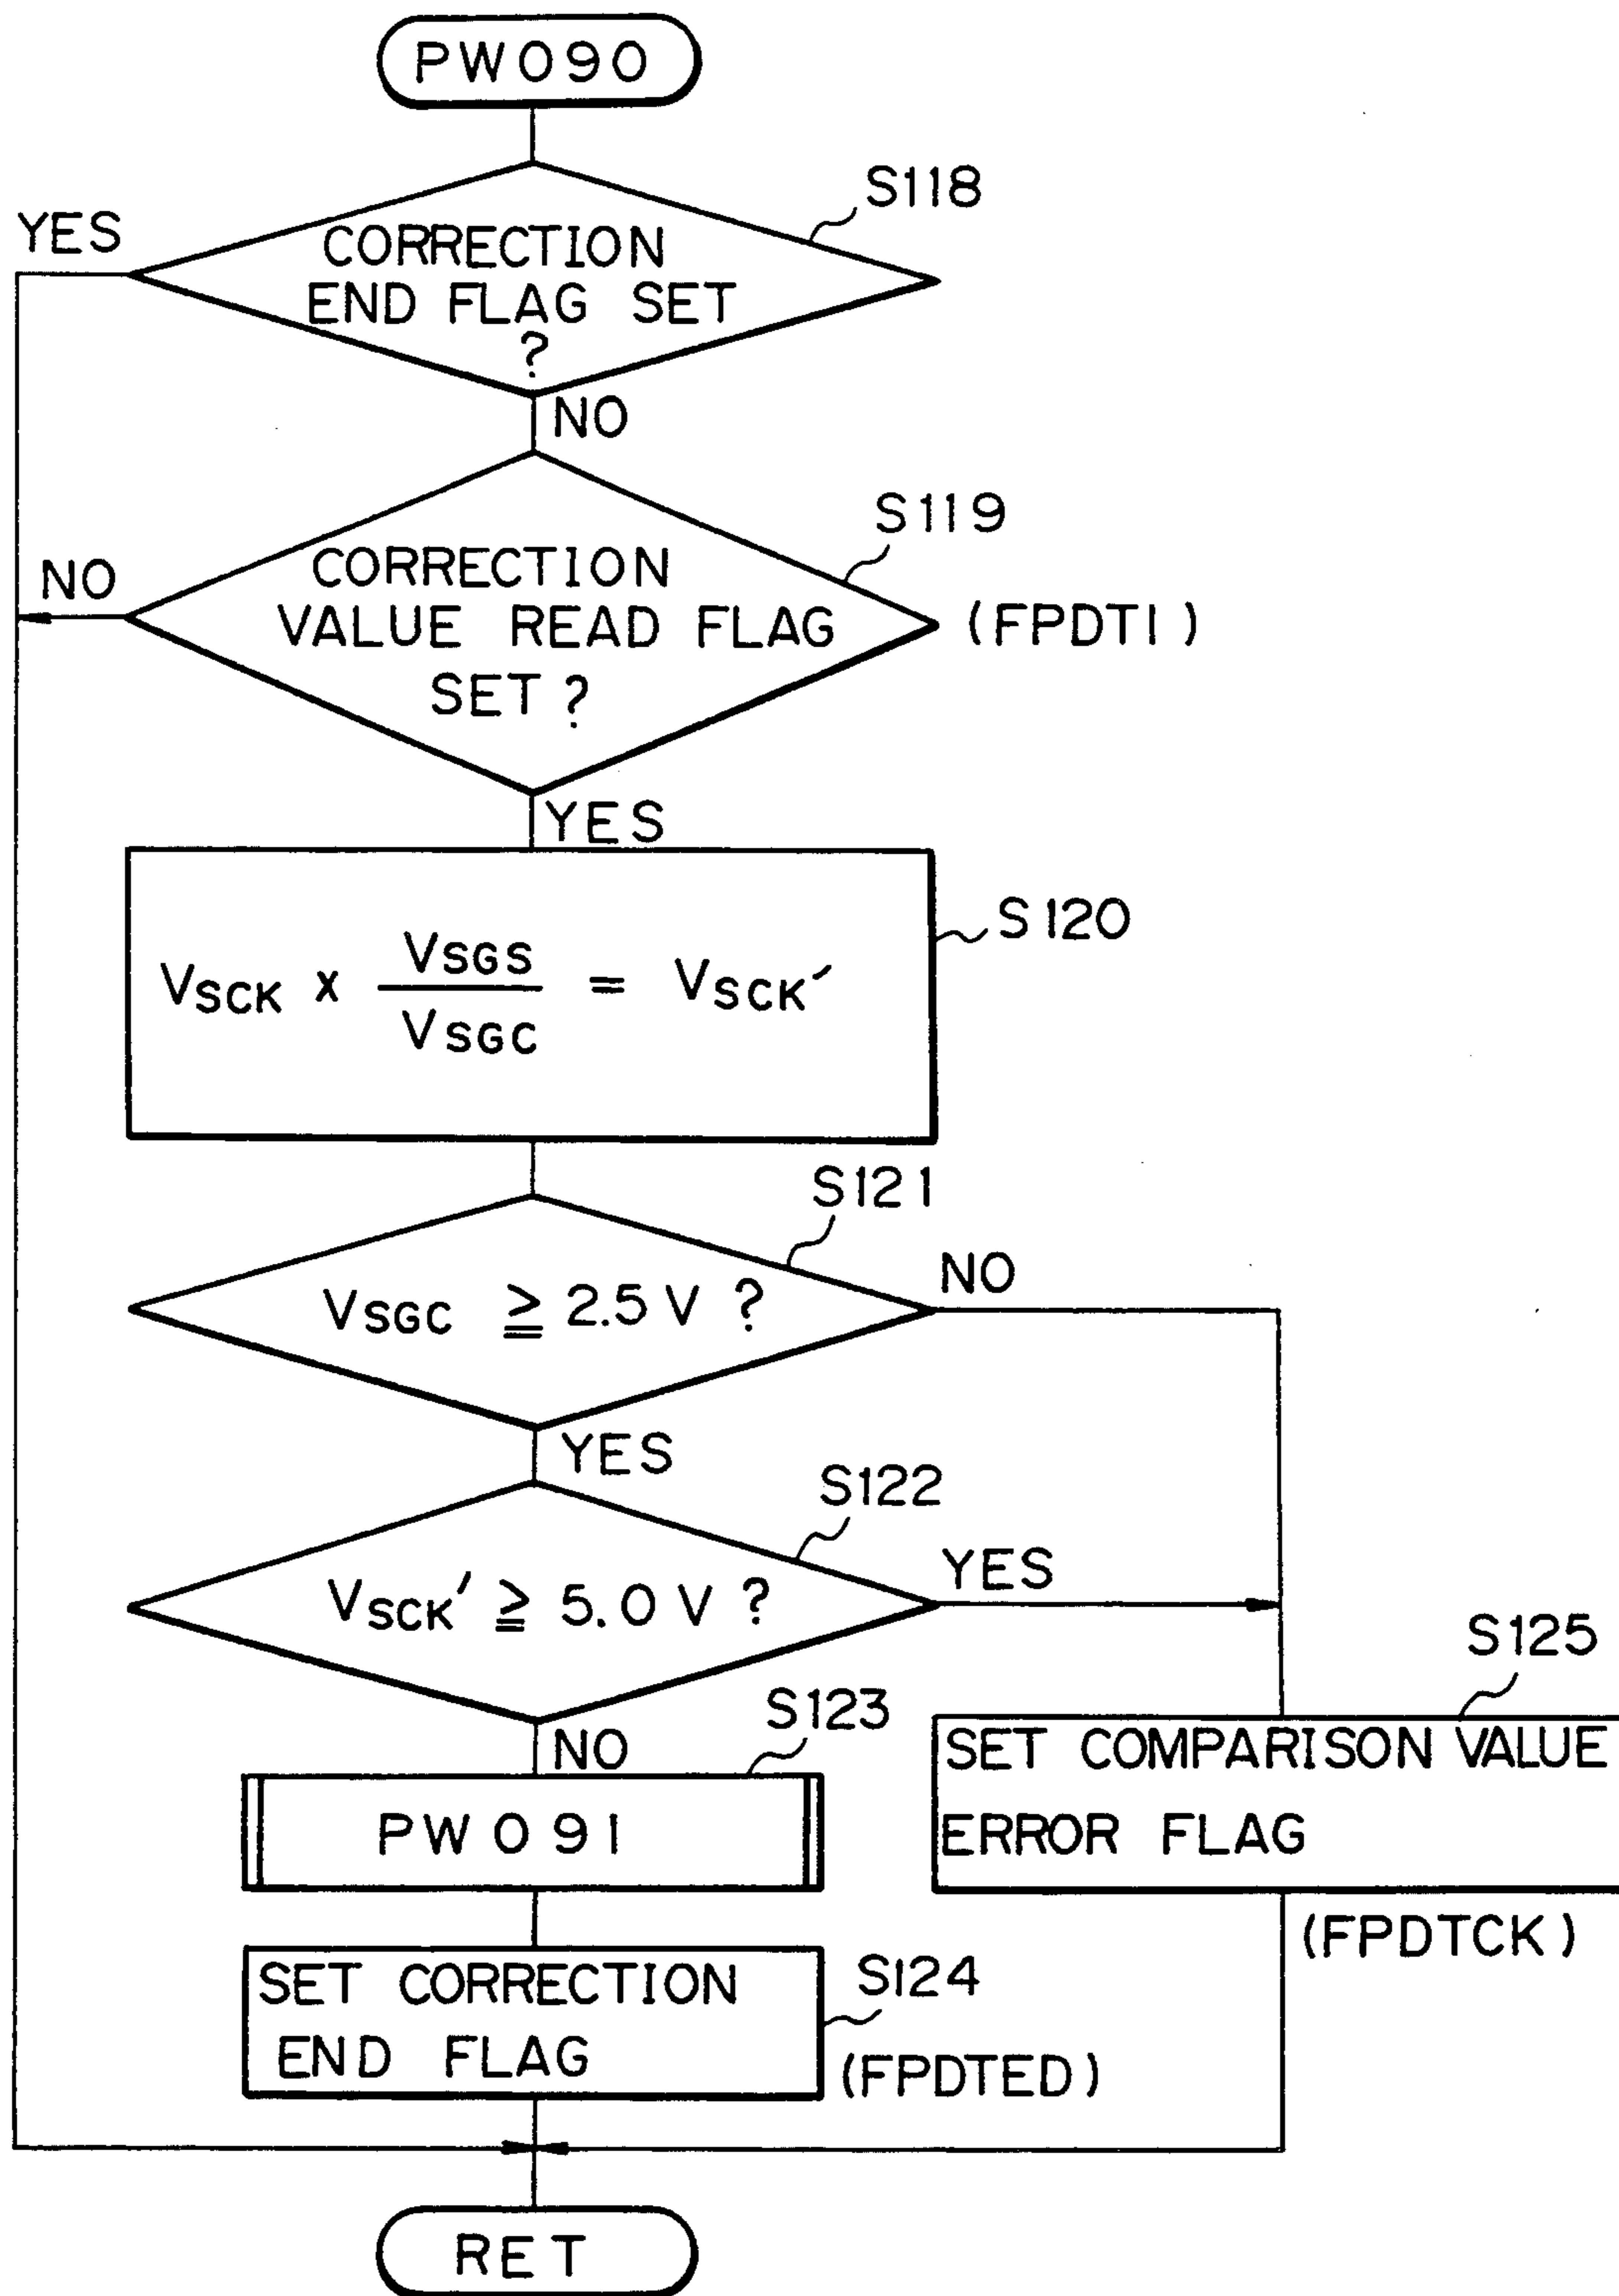 PW090
S118
YES
CORRECTION
END FLAG SET
?
NO
S119
NO
CORRECTION
VALUE READ FLAG
SET ?
(FPDTI)
YES
S120
VSCK x VSGS / VSGC = VSCK'
S121
NO
VSGC ≧ 2.5 V ?
YES
S122
YES
VSCK' ≧ 5.0 V ?
S125
S123
NO
SET COMPARISON VALUE
ERROR FLAG
PW091
(FPDTCK)
S124
SET CORRECTION
END FLAG
(FPDTED)
RET